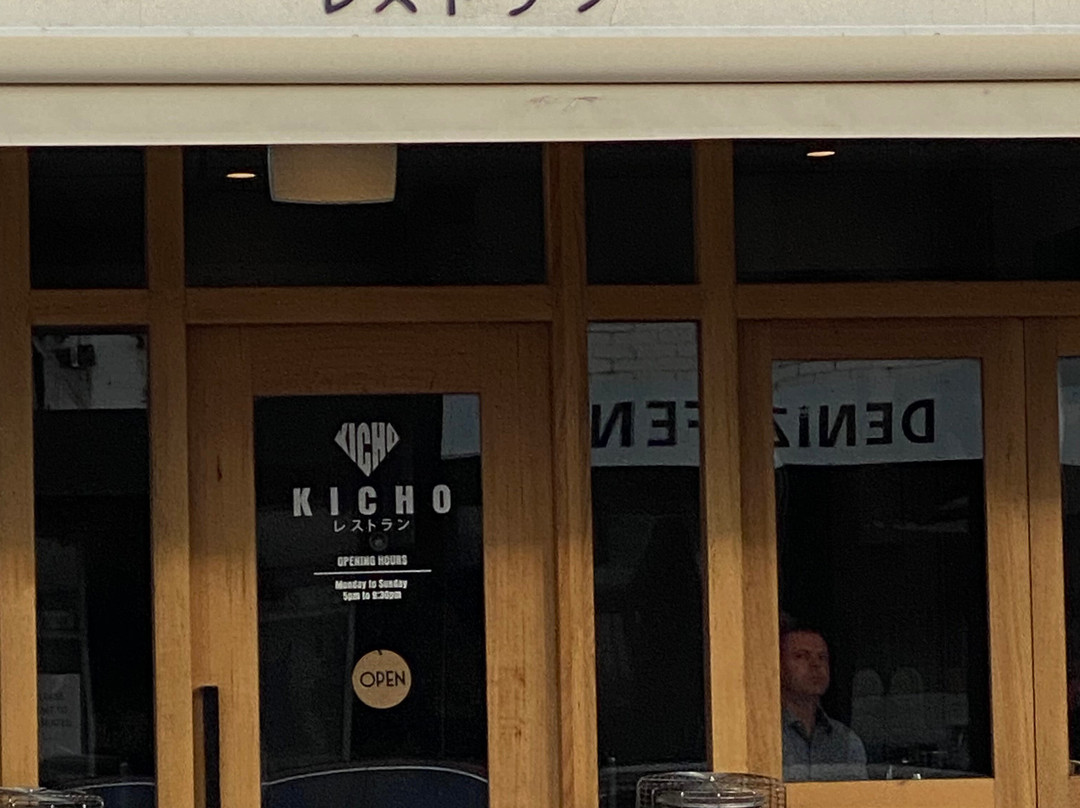 レストラン
KICHO
KICHO
レストラン
OPENING HOURS
Monday to Sunday
5pm to 9:30pm
OPEN
DENiZ FEN